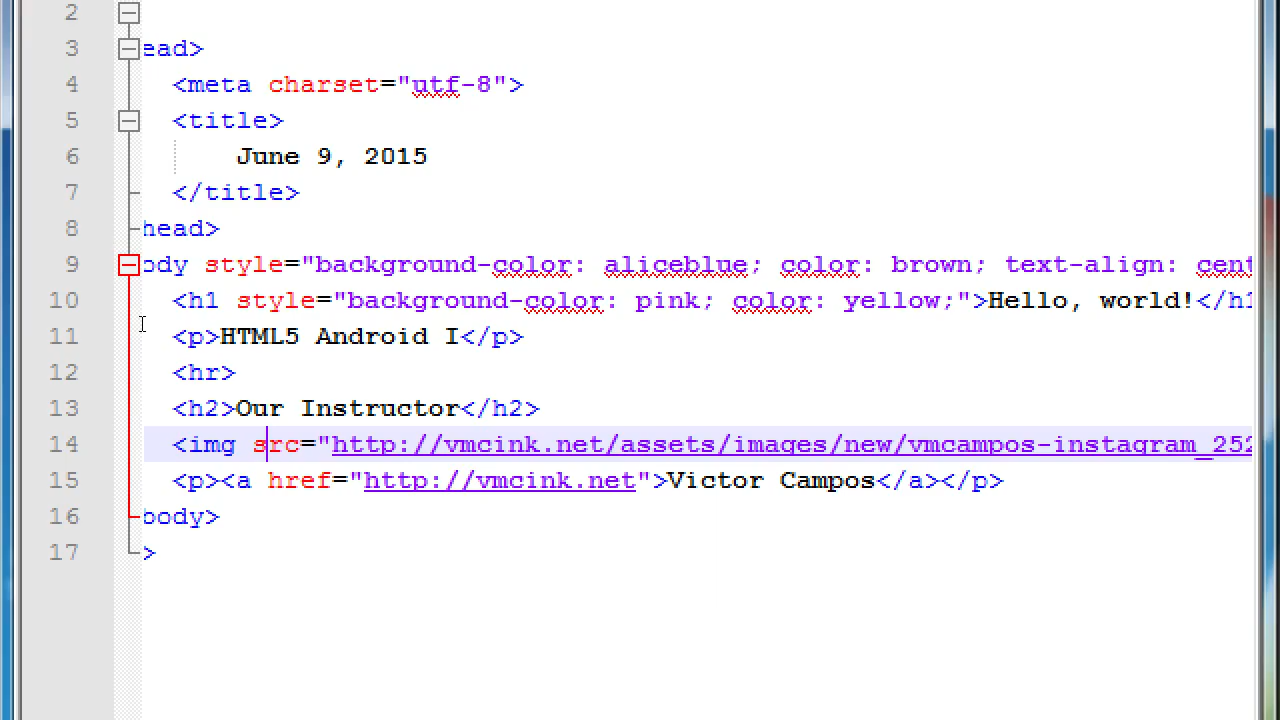 2
3 ead>
4 <meta charset="utf-8">
5 <title>
6 June 9, 2015
7 </title>
8 head>
9 ody style="background-color: aliceblue; color: brown; text-align: cent
10 <h1 style="background-color: pink; color: yellow;">Hello, world!</h1
11 <p>HTML5 Android I</p>
12 <hr>
13 <h2>Our Instructor</h2>
14 <img src="http://vmcink.net/assets/images/new/vmcampos-instagram_252
15 <p><a href="http://vmcink.net">Victor Campos</a></p>
16 body>
17 >